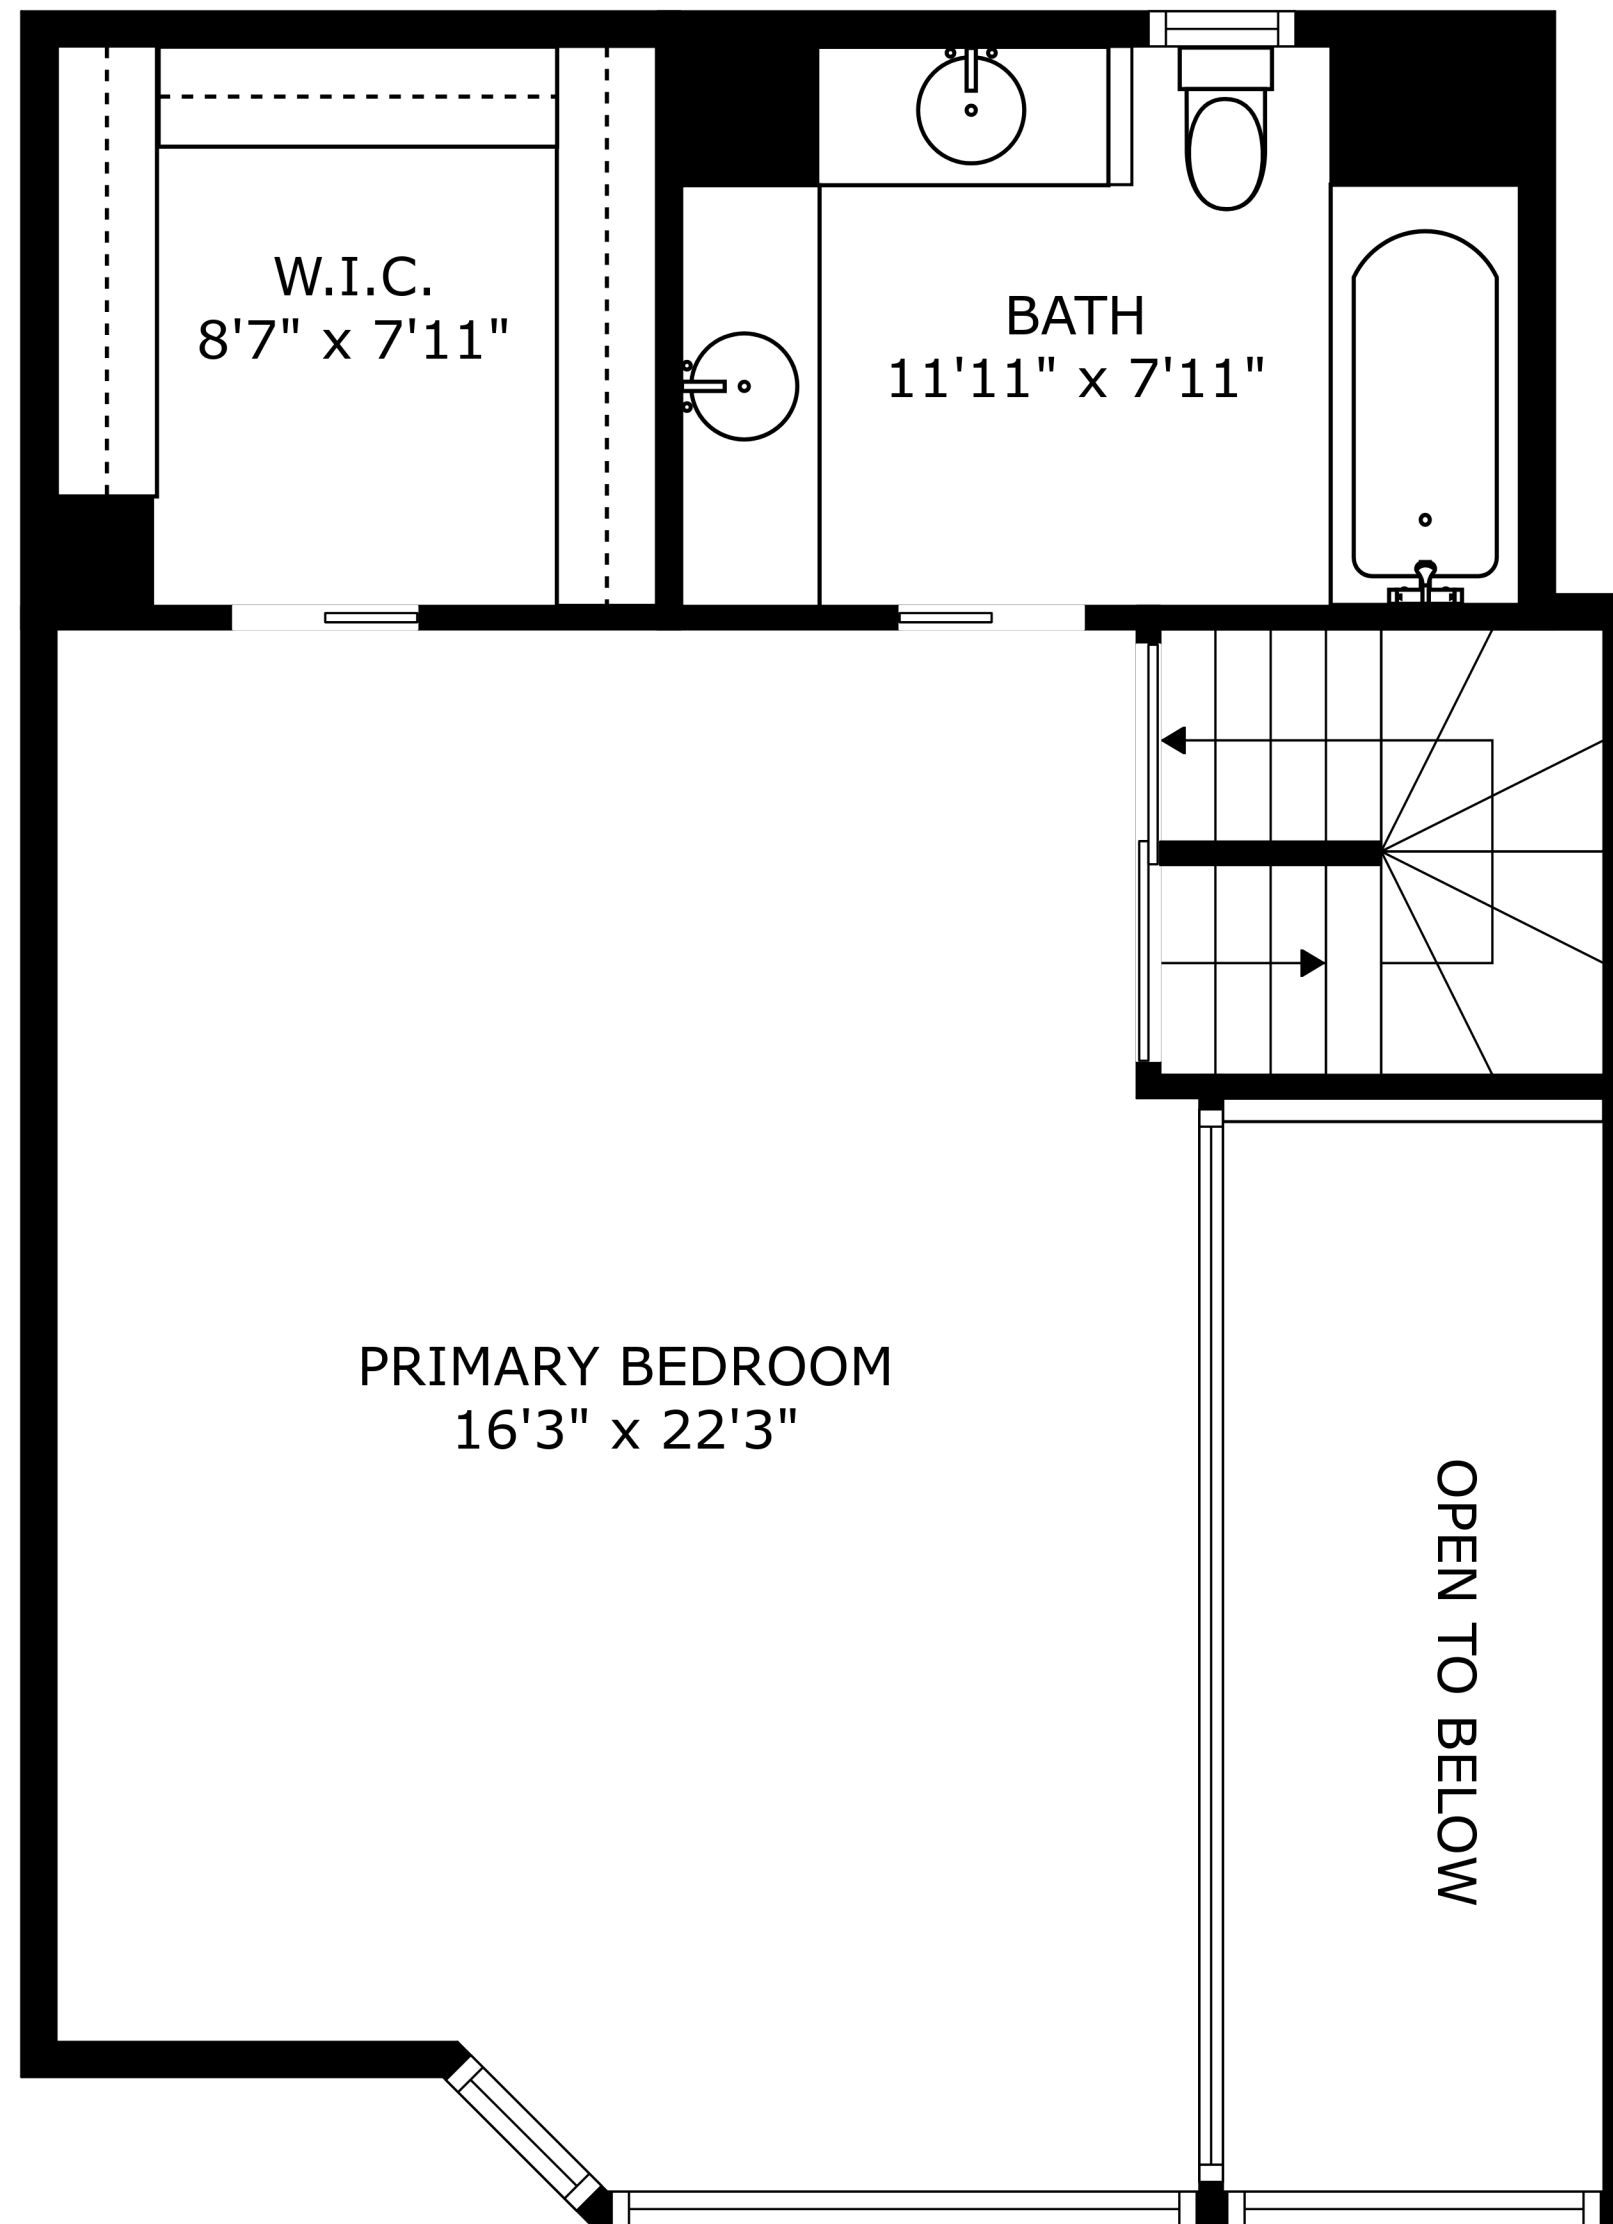 W.I.C.
8'7" x 7'11"
BATH
11'11" x 7'11"
PRIMARY BEDROOM
16'3" x 22'3"
OPEN TO BELOW